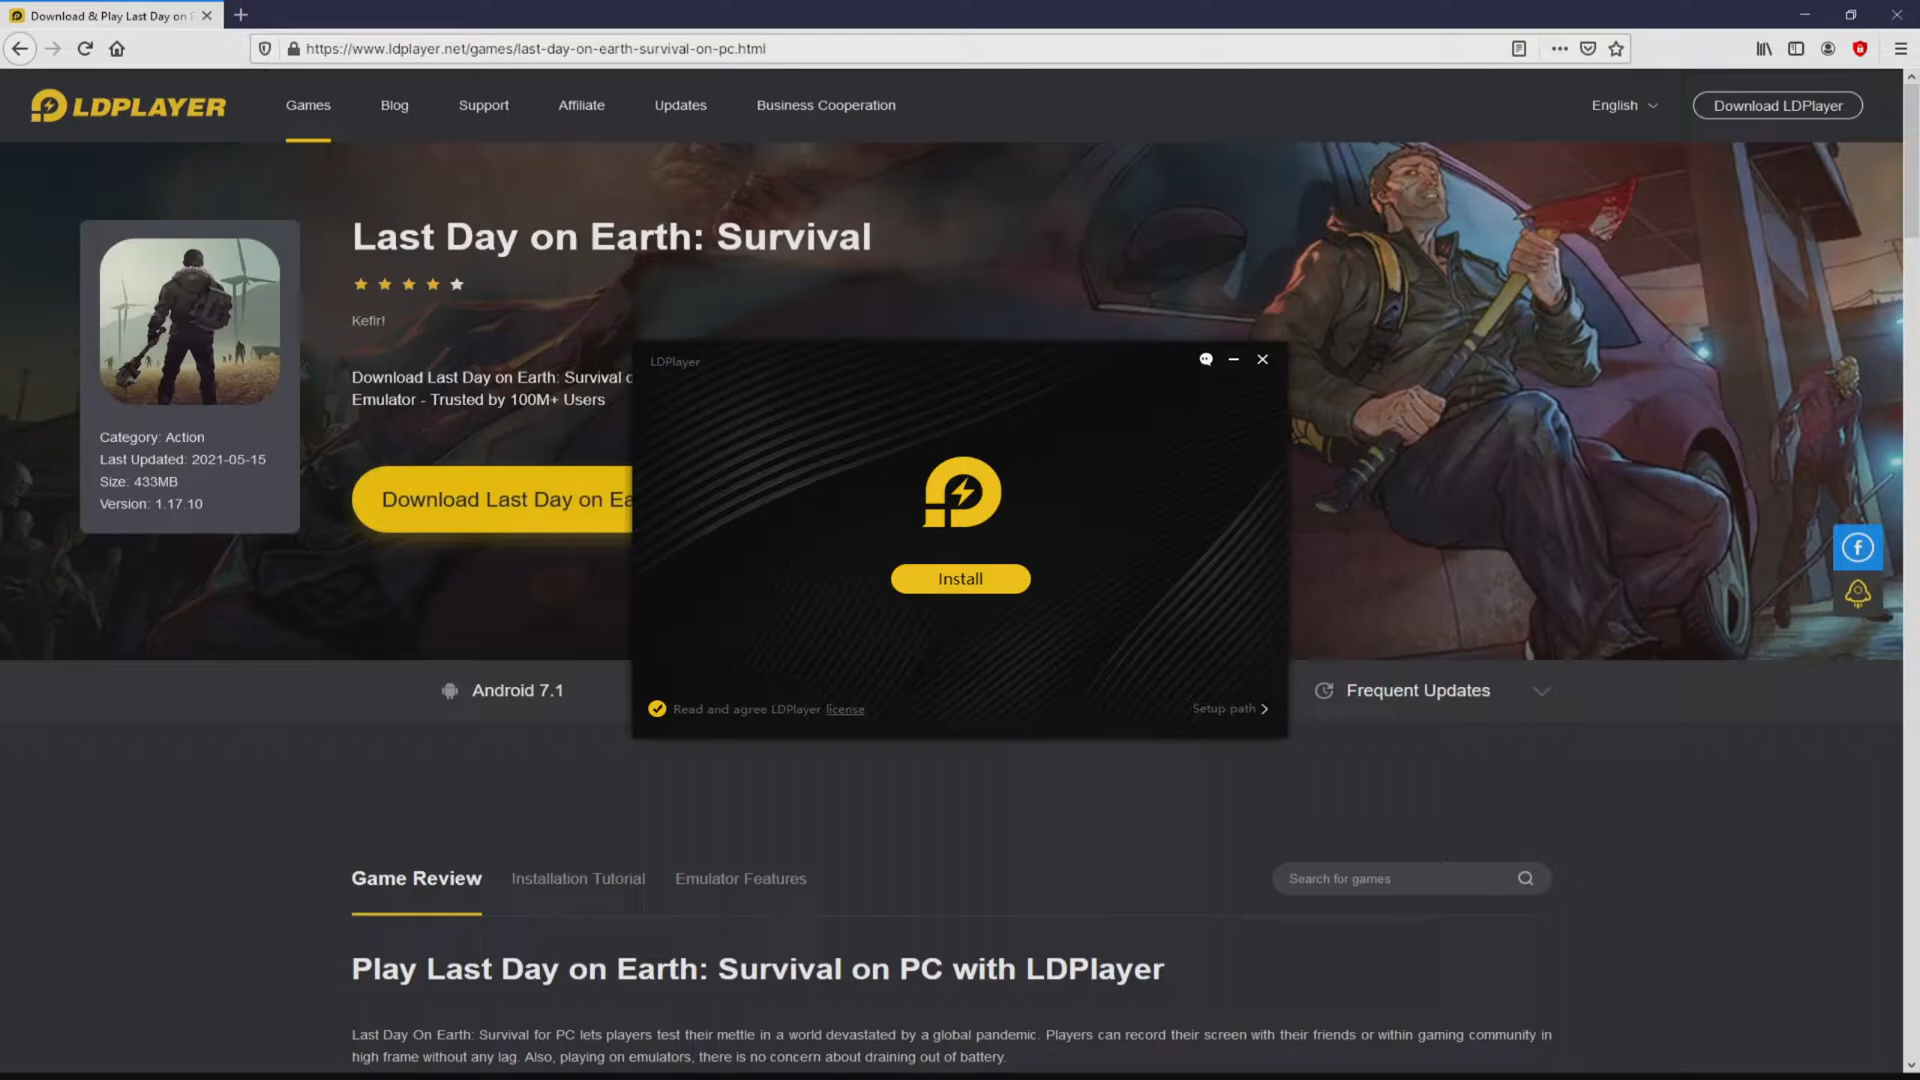 Download & Play Last Day on E
https://www.ldplayer.net/games/last-day-on-earth-survival-on-pc.html
LDPLAYER
Games
Blog
Support
Affiliate
Updates
Business Cooperation
English
Download LDPlayer
Last Day on Earth: Survival
Kefir!
Download Last Day on Earth: Survival o
Emulator - Trusted by 100M+ Users
Category: Action
Last Updated: 2021-05-15
Size: 433MB
Version: 1.17.10
Download Last Day on Ea
LDPlayer
Install
Read and agree LDPlayer license
Setup path
Android 7.1
Frequent Updates
Game Review
Installation Tutorial
Emulator Features
Search for games
Play Last Day on Earth: Survival on PC with LDPlayer
Last Day On Earth: Survival for PC lets players test their mettle in a world devastated by a global pandemic. Players can record their screen with their friends or within gaming community in
high frame without any lag. Also, playing on emulators, there is no concern about draining out of battery.